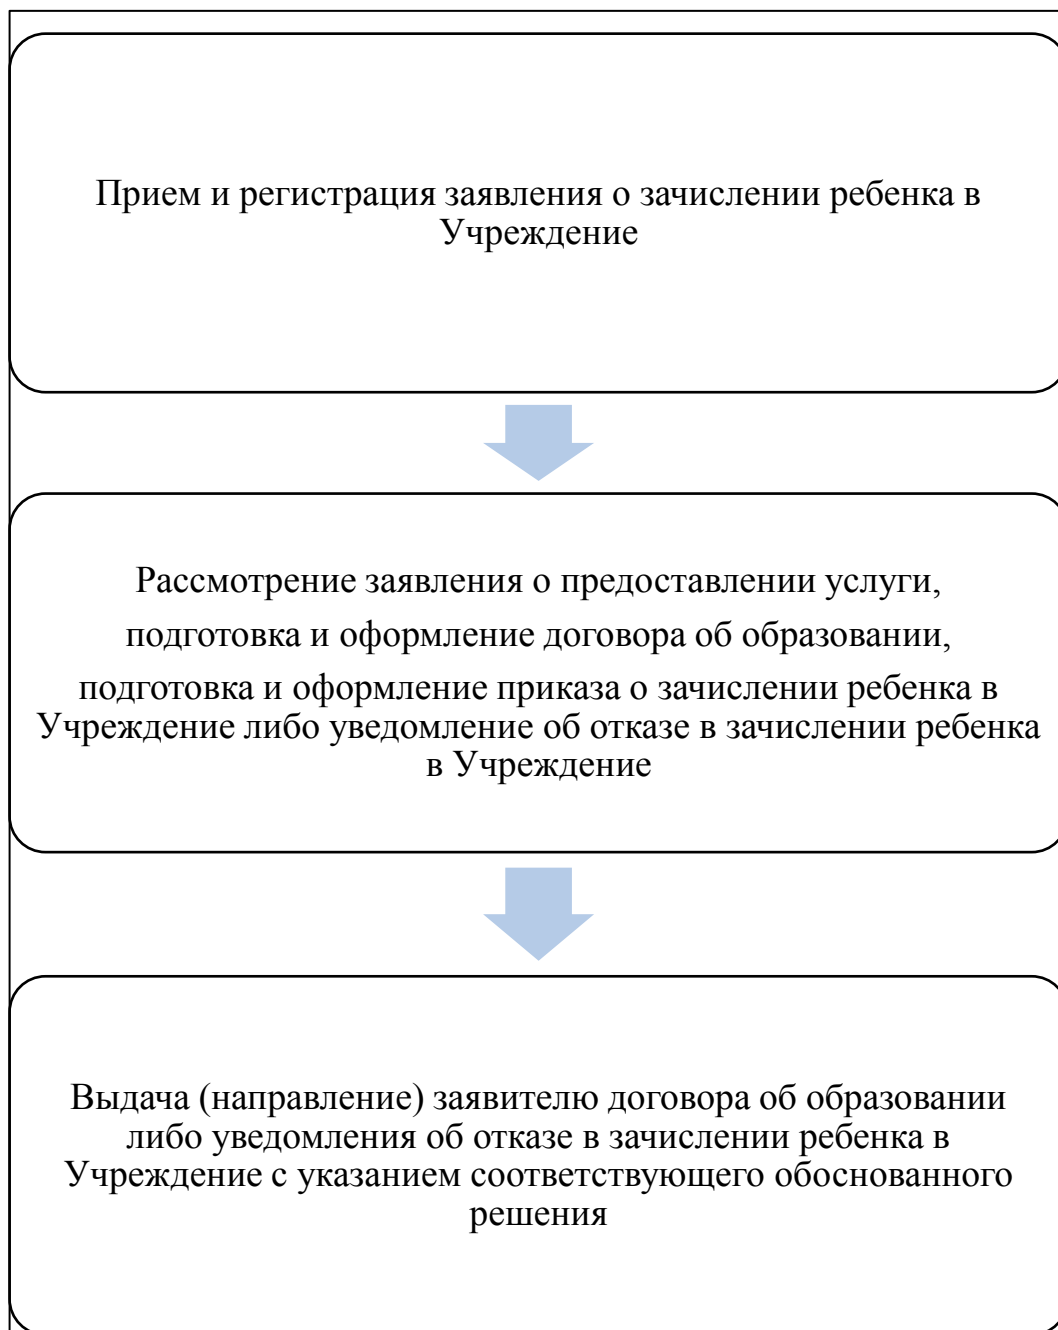 Прием и регистрация заявления о зачислении ребенка в
Учреждение
Рассмотрение заявления о предоставлении услуги,
подготовка и оформление договора об образовании,
подготовка и оформление приказа о зачислении ребенка в
Учреждение либо уведомление об отказе в зачислении ребенка
в Учреждение
Выдача (направление) заявителю договора об образовании
либо уведомления об отказе в зачислении ребенка в
Учреждение с указанием соответствующего обоснованного
решения